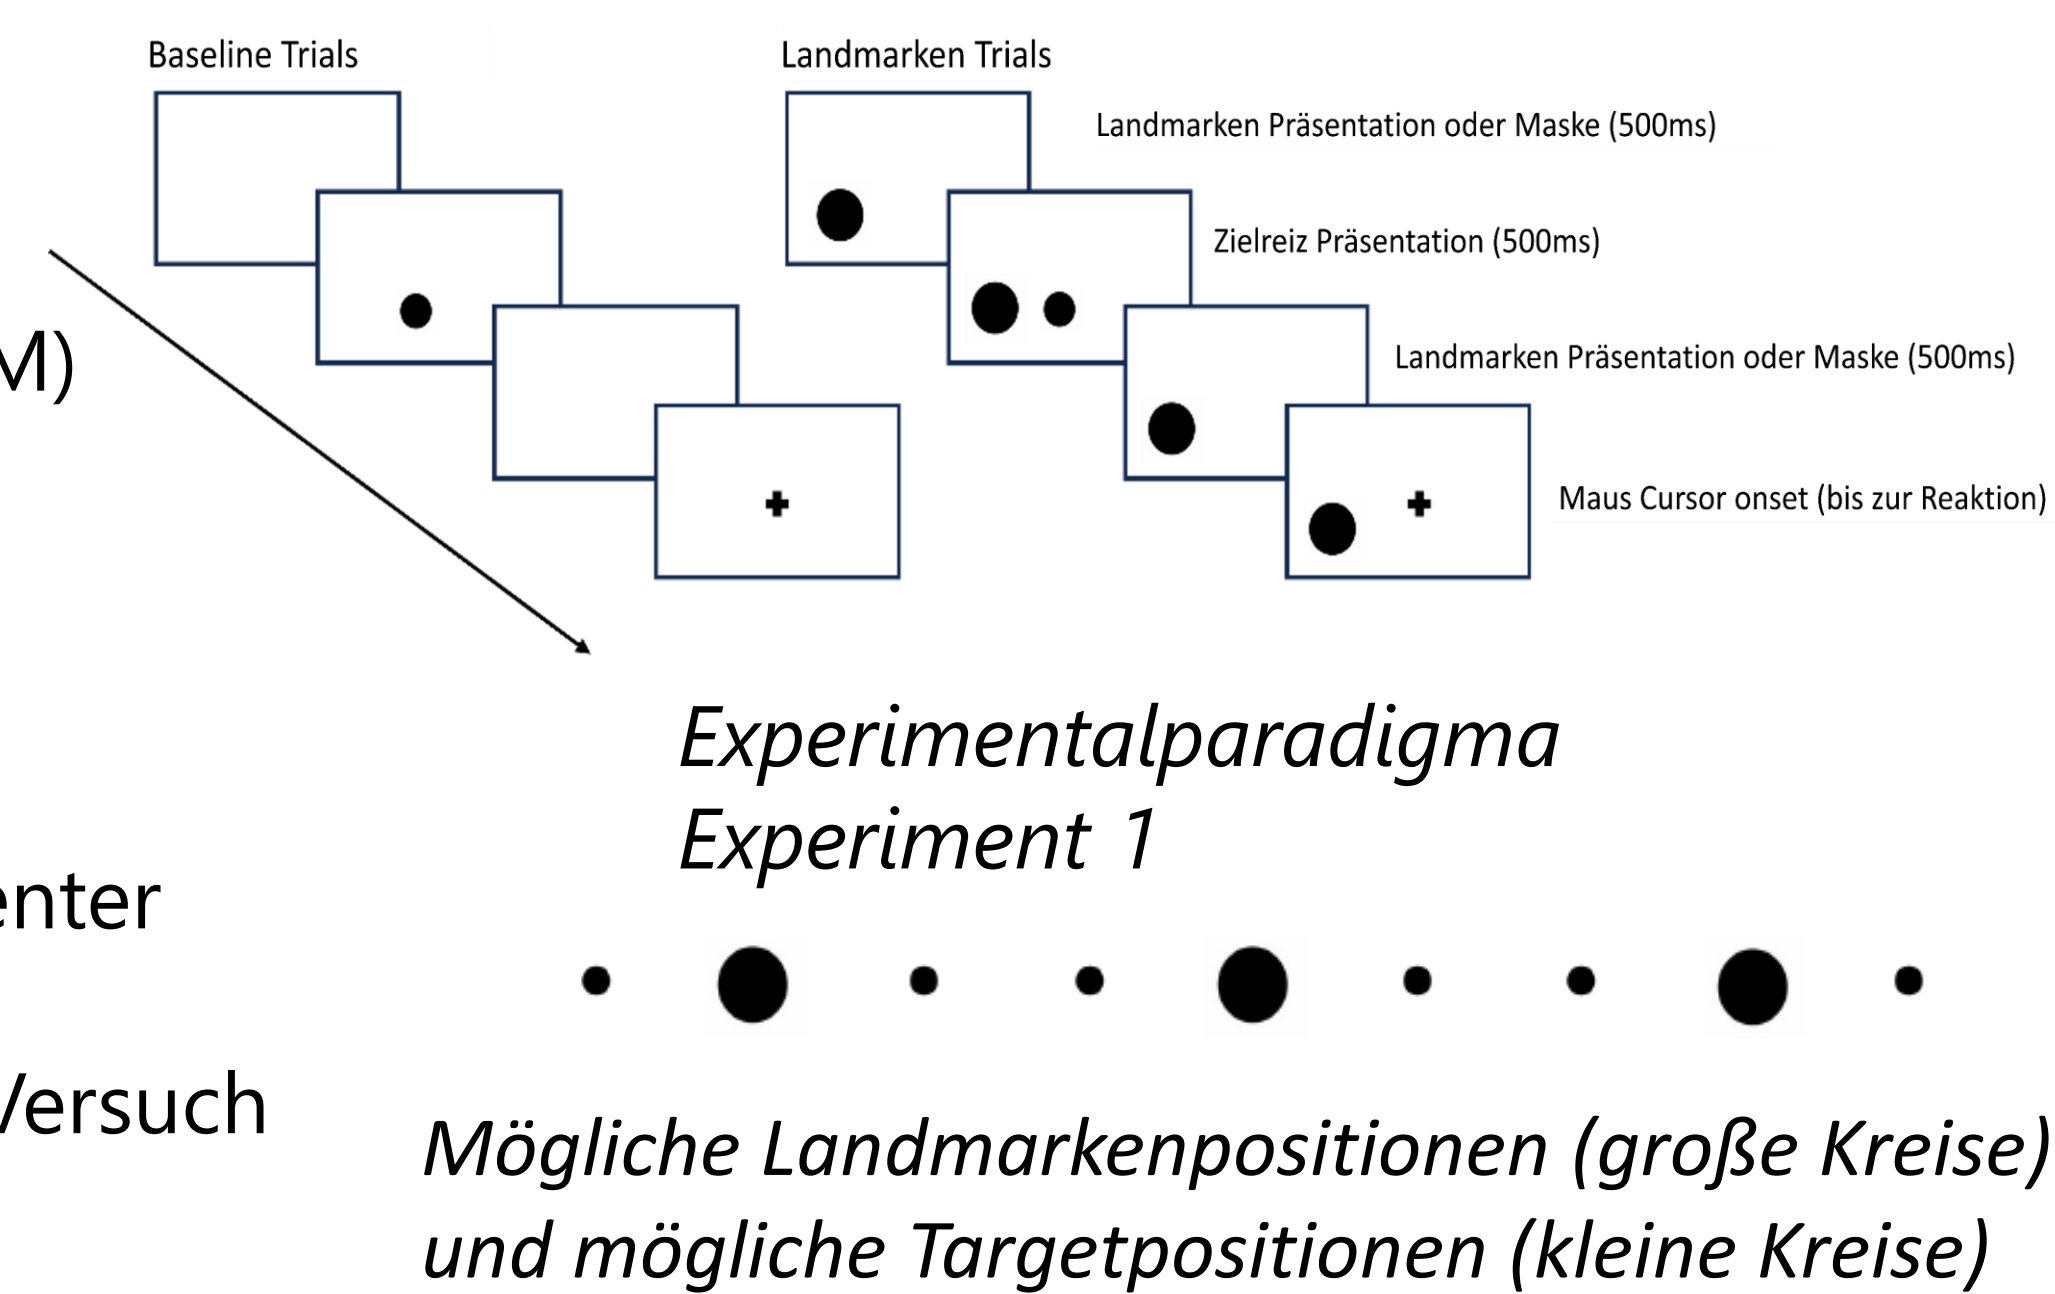 Baseline Trials
Landmarken Trials
Landmarken Präsentation oder Maske (500ms)
Zielreiz Präsentation (500ms)
Landmarken Präsentation oder Maske (500ms)
Maus Cursor onset (bis zur Reaktion)
M)
Experimentalparadigma
Experiment 1
enter
Versuch
Mögliche Landmarkenpositionen (große Kreise)
und mögliche Targetpositionen (kleine Kreise)